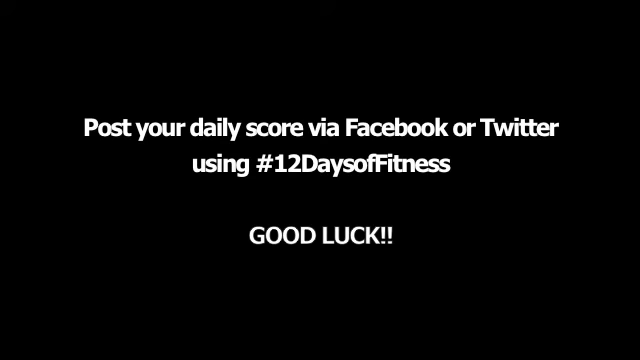 Post your daily score via Facebook or Twitter
using #12DaysofFitness
GOOD LUCK!!